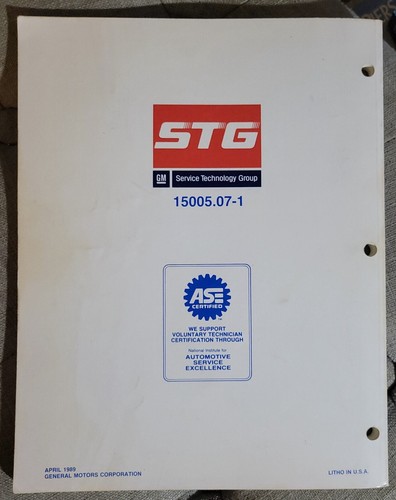 STG
GM Service Technology Group
15005.07-1
ASE
CERTIFIED
TM
WE SUPPORT
VOLUNTARY TECHNICIAN
CERTIFICATION THROUGH
National Institute for
AUTOMOTIVE
SERVICE
EXCELLENCE
APRIL 1989
GENERAL MOTORS CORPORATION
LITHO IN U.S.A.